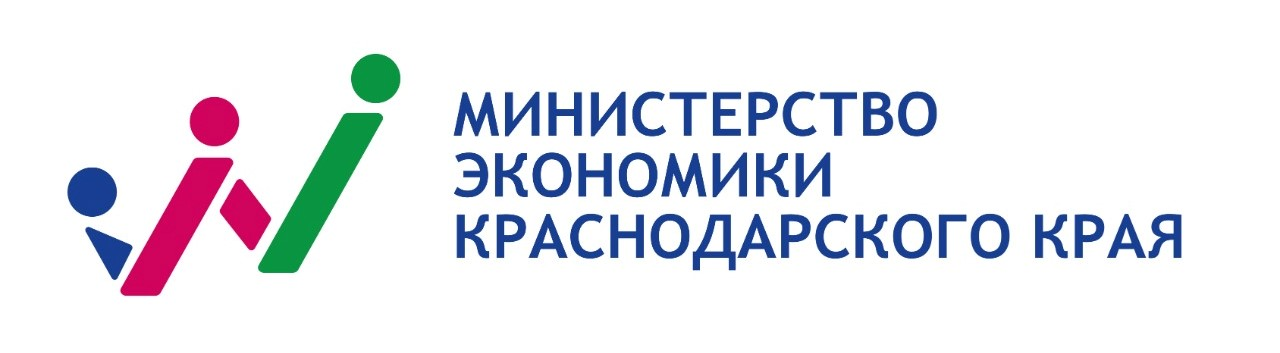 МИНИСТЕРСТВО
ЭКОНОМИКИ
КРАСНОДАРСКОГО КРАЯ